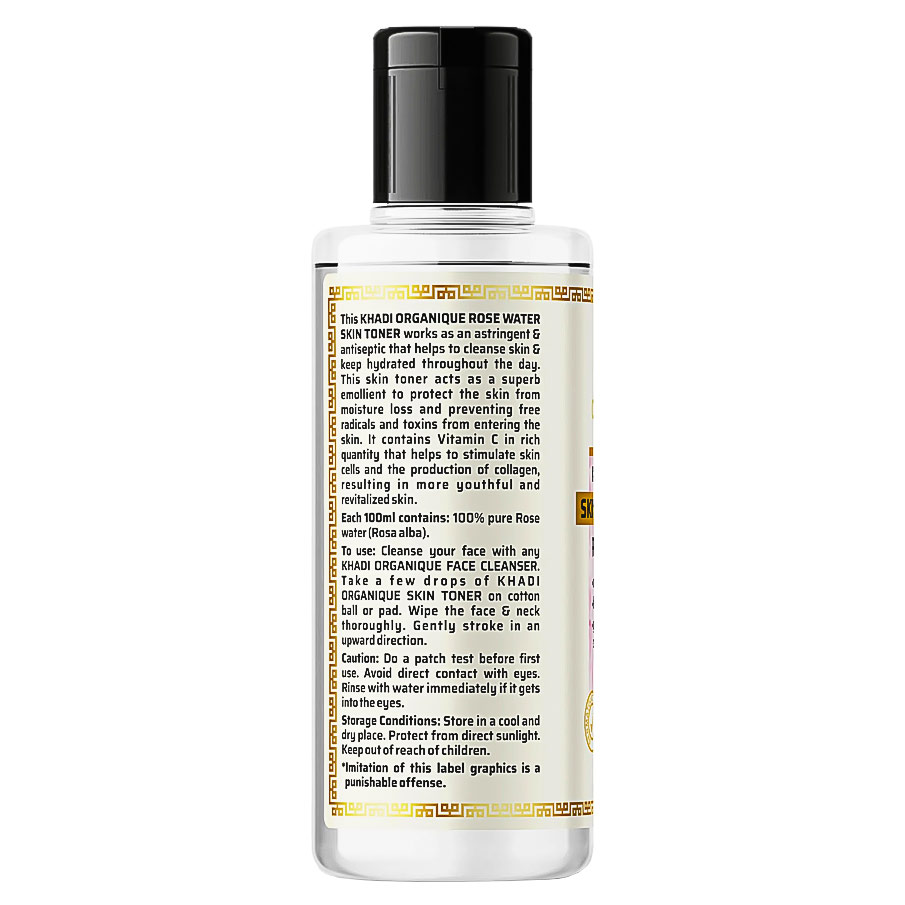 This KHADI ORGANIQUE ROSE WATER
SKIN TONER works as an astringent &
antiseptic that helps to cleanse skin &
keep hydrated throughout the day.
This skin toner acts as a superb
emollient to protect the skin from
moisture loss and preventing free
radicals and toxins from entering the
skin. It contains Vitamin C in rich
quantity that helps to stimulate skin
cells and the production of collagen,
resulting in more youthful and
revitalized skin.
Each 100ml contains: 100% pure Rose
water (Rosa alba).
To use: Cleanse your face with any
KHADI ORGANIQUE FACE CLEANSER.
Take a few drops of KHADI
ORGANIQUE SKIN TONER on cotton
ball or pad. Wipe the face & neck
thoroughly. Gently stroke in an
upward direction.
Caution: Do a patch test before first
use. Avoid direct contact with eyes.
Rinse with water immediately if it gets
into the eyes.
Storage Conditions: Store in a cool and
dry place. Protect from direct sunlight.
Keep out of reach of children.
*Imitation of this label graphics is a
punishable offense.